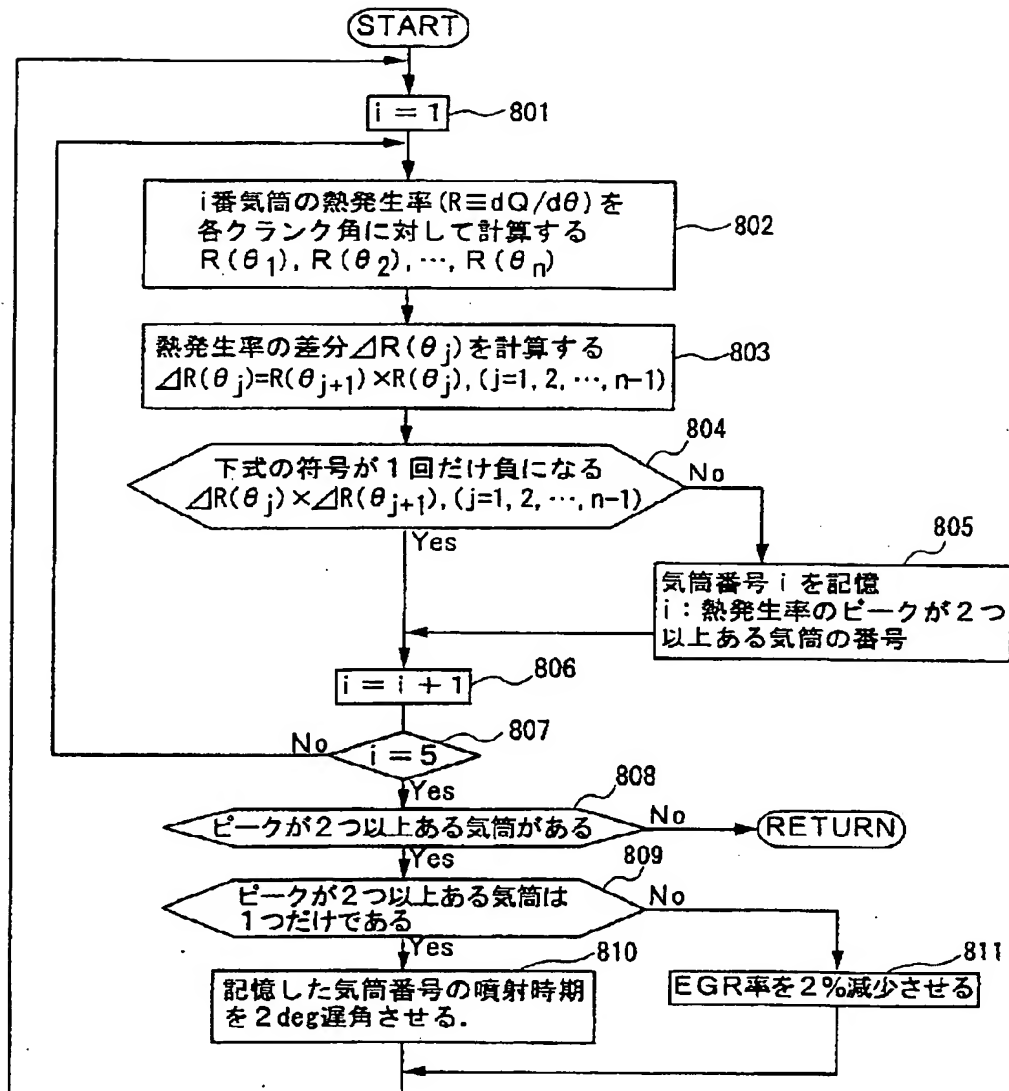 START
i = 1
801
i番気筒の熱発生率(R≡dQ/dθ)を
各クランク角に対して計算する
R(θ1), R(θ2), …, R(θn)
802
熱発生率の差分⊿R(θj)を計算する
⊿R(θj)=R(θj+1)×R(θj), (j=1, 2, …, n-1)
803
804
下式の符号が1回だけ負になる
⊿R(θj)×⊿R(θj+1), (j=1, 2, …, n-1)
No
Yes
805
気筒番号 i を記憶
i : 熱発生率のピークが2つ
以上ある気筒の番号
806
i = i + 1
807
No
i = 5
Yes
808
ピークが2つ以上ある気筒がある
No
RETURN
Yes
809
ピークが2つ以上ある気筒は
1つだけである
No
Yes
810
記憶した気筒番号の噴射時期
を2deg遅角させる.
811
EGR率を2%減少させる